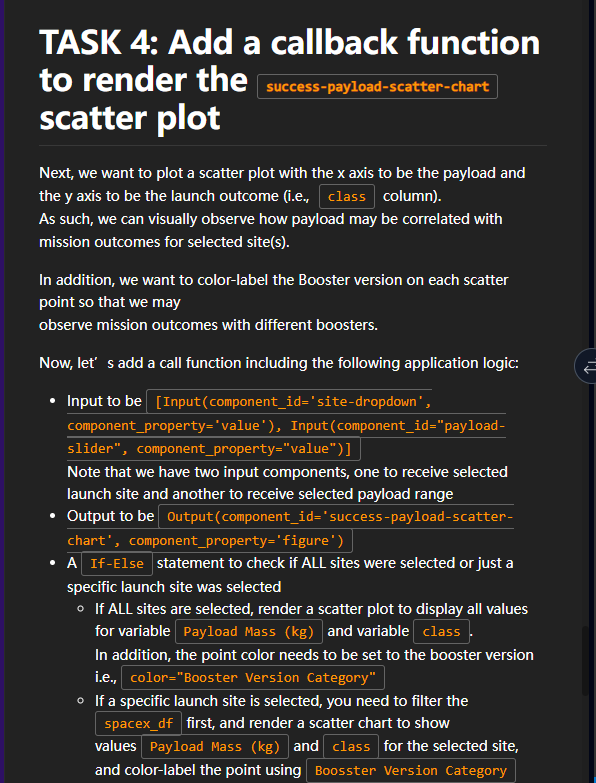 TASK 4: Add a callback function
to render the success-payload-scatter-chart
scatter plot
Next, we want to plot a scatter plot with the x axis to be the payload and
the y axis to be the launch outcome (i.e., class column).
As such, we can visually observe how payload may be correlated with
mission outcomes for selected site(s).
In addition, we want to color-label the Booster version on each scatter
point so that we may
observe mission outcomes with different boosters.
Now, let’s add a call function including the following application logic:
• Input to be [Input(component_id='site-dropdown',
component_property='value'), Input(component_id="payload-
slider", component_property="value")]
Note that we have two input components, one to receive selected
launch site and another to receive selected payload range
• Output to be Output(component_id='success-payload-scatter-
chart', component_property='figure')
• A If-Else statement to check if ALL sites were selected or just a
specific launch site was selected
◦ If ALL sites are selected, render a scatter plot to display all values
for variable Payload Mass (kg) and variable class.
In addition, the point color needs to be set to the booster version
i.e., color="Booster Version Category"
◦ If a specific launch site is selected, you need to filter the
spacex_df first, and render a scatter chart to show
values Payload Mass (kg) and class for the selected site,
and color-label the point using Boosster Version Category